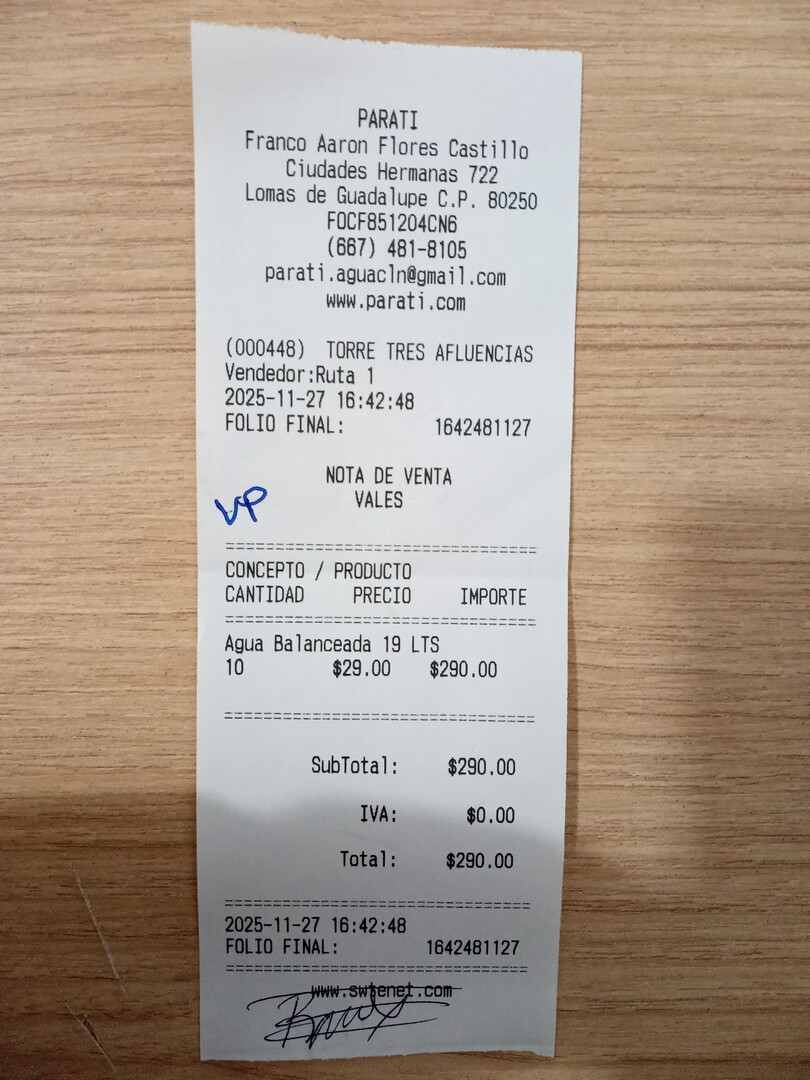 PARATI
Franco Aaron Flores Castillo
Ciudades Hermanas 722
Lomas de Guadalupe C.P. 80250
FOCF851204CN6
(667) 481-8105
parati.aguacln@gmail.com
www.parati.com
(000448) TORRE TRES AFLUENCIAS
Vendedor:Ruta 1
2025-11-27 16:42:48
FOLIO FINAL: 1642481127
NOTA DE VENTA
VALES
VP
CONCEPTO / PRODUCTO
CANTIDAD PRECIO IMPORTE
Agua Balanceada 19 LTS
10 $29.00 $290.00
SubTotal: $290.00
IVA: $0.00
Total: $290.00
2025-11-27 16:42:48
FOLIO FINAL: 1642481127